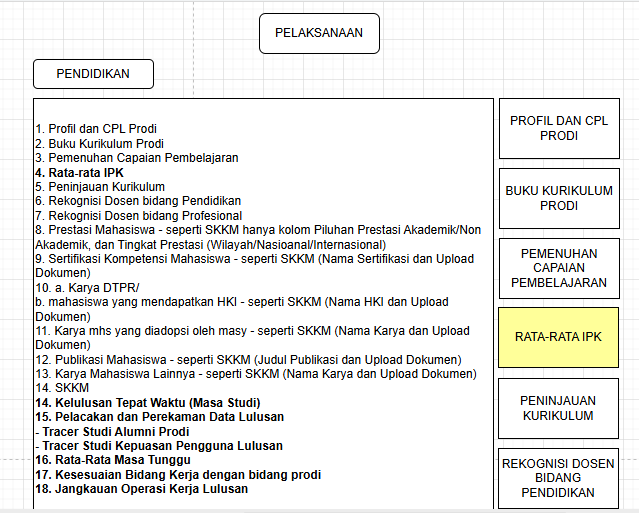 PELAKSANAAN
PENDIDIKAN
1. Profil dan CPL Prodi
2. Buku Kurikulum Prodi
3. Pemenuhan Capaian Pembelajaran
4. Rata-rata IPK
5. Peninjauan Kurikulum
6. Rekognisi Dosen bidang Pendidikan
7. Rekognisi Dosen bidang Profesional
8. Prestasi Mahasiswa - seperti SKKM hanya kolom Piluhan Prestasi Akademik/Non
Akademik, dan Tingkat Prestasi (Wilayah/Nasioanal/Internasional)
9. Sertifikasi Kompetensi Mahasiswa - seperti SKKM (Nama Sertifikasi dan Upload
Dokumen)
10. a. Karya DTPR/
b. mahasiswa yang mendapatkan HKI - seperti SKKM (Nama HKI dan Upload
Dokumen)
11. Karya mhs yang diadopsi oleh masy - seperti SKKM (Nama Karya dan Upload
Dokumen)
12. Publikasi Mahasiswa - seperti SKKM (Judul Publikasi dan Upload Dokumen)
13. Karya Mahasiswa Lainnya - seperti SKKM (Nama Karya dan Upload Dokumen)
14. SKKM
14. Kelulusan Tepat Waktu (Masa Studi)
15. Pelacakan dan Perekaman Data Lulusan
- Tracer Studi Alumni Prodi
- Tracer Studi Kepuasan Pengguna Lulusan
16. Rata-Rata Masa Tunggu
17. Kesesuaian Bidang Kerja dengan bidang prodi
18. Jangkauan Operasi Kerja Lulusan
PROFIL DAN CPL
PRODI
BUKU KURIKULUM
PRODI
PEMENUHAN
CAPAIAN
PEMBELAJARAN
RATA-RATA IPK
PENINJAUAN
KURIKULUM
REKOGNISI DOSEN
BIDANG
PENDIDIKAN